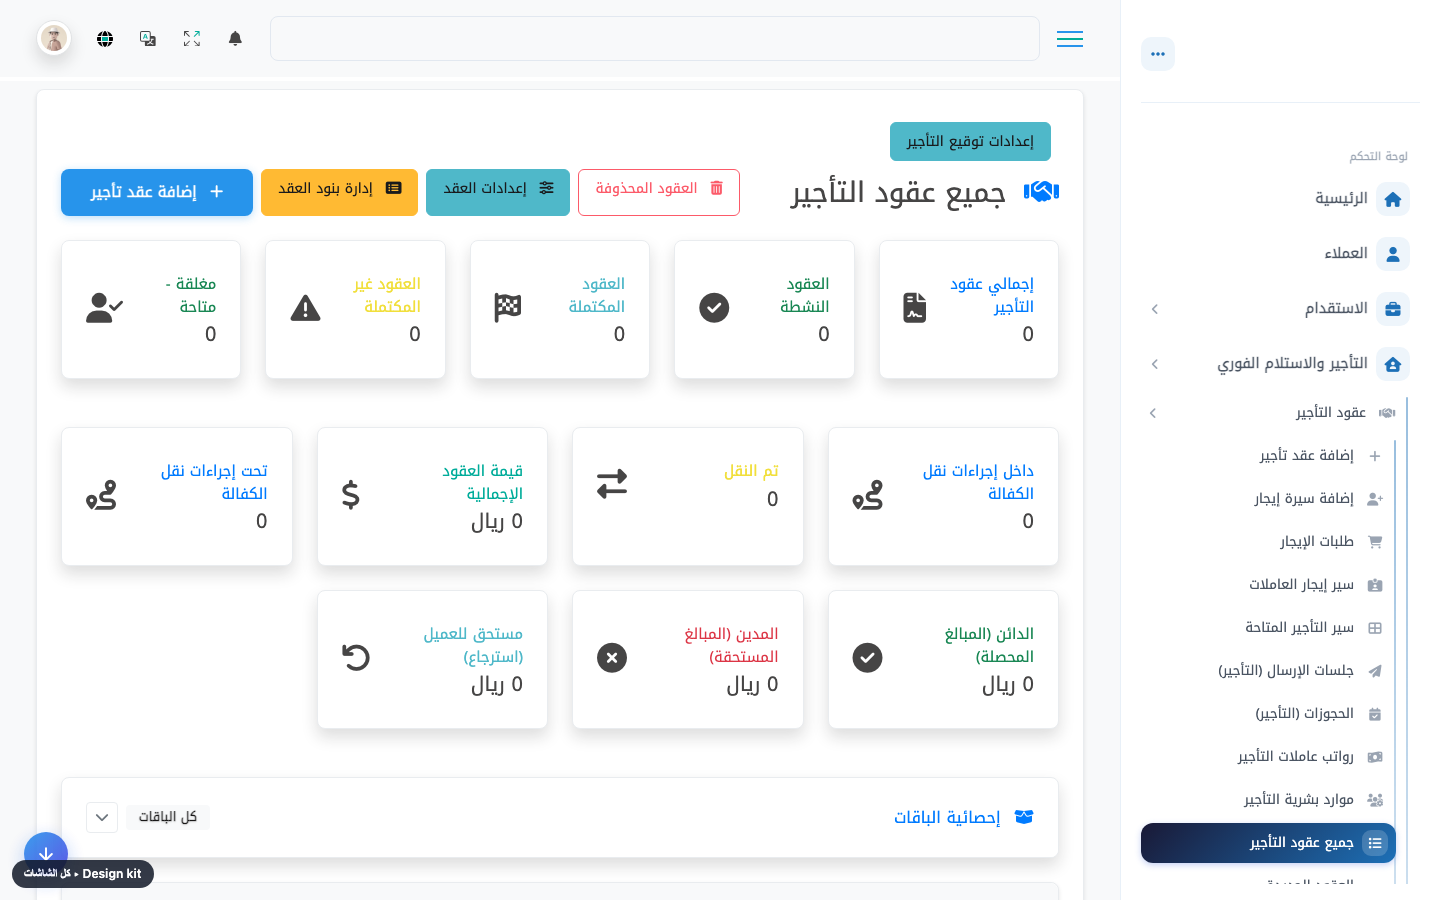 لوحة التحكم
الرئيسية
العملاء
الاستقدام
التأجير والاستلام الفوري
عقود التأجير
إضافة عقد تأجير
إضافة سيرة إيجار
طلبات الإيجار
سير إيجار العاملات
سير التأجير المتاحة
جلسات الإرسال (التأجير)
الحجوزات (التأجير)
رواتب عاملات التأجير
موارد بشرية التأجير
جميع عقود التأجير
إعدادات توقيع التأجير
جميع عقود التأجير
العقود المحذوفة
إعدادات العقد
إدارة بنود العقد
إضافة عقد تأجير
إجمالي عقود
التأجير
0
العقود
النشطة
0
العقود
المكتملة
0
العقود غير
المكتملة
0
مغلقة -
متاحة
0
داخل إجراءات نقل
الكفالة
0
تم النقل
0
قيمة العقود
الإجمالية
0 ريال
تحت إجراءات نقل
الكفالة
0
الدائن (المبالغ
المحصلة)
0 ريال
المدين (المبالغ
المستحقة)
0 ريال
مستحق للعميل
(استرجاع)
0 ريال
إحصائية الباقات
كل الباقات
Design kit ▸ كل الشاشات